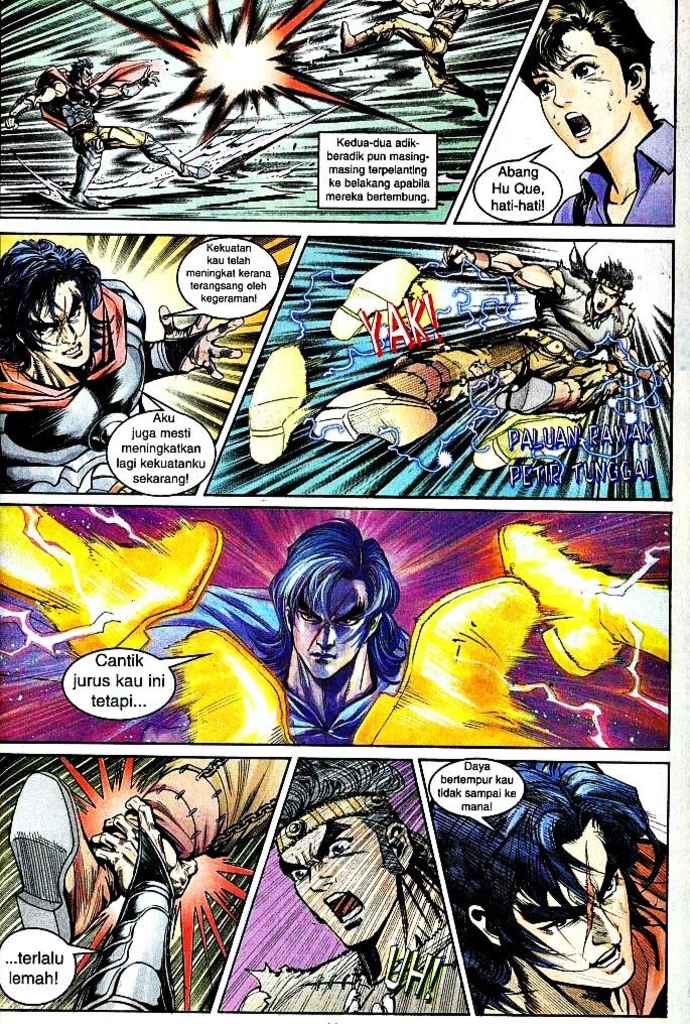 Kedua-dua adik-
beradik pun masing-
masing terpelanting
ke belakang apabila
mereka bertembung.
Abang
Hu Que,
hati-hati!
Kekuatan
kau telah
meningkat kerana
terangsang oleh
kegeraman!
Aku
juga mesti
meningkatkan
lagi kekuatanku
sekarang!
YAK!
PALUAN RAWAK
PETIR TUNGGAL
Cantik
jurus kau ini
tetapi...
...terlalu
lemah!
UH!
Daya
bertempur kau
tidak sampai ke
mana!